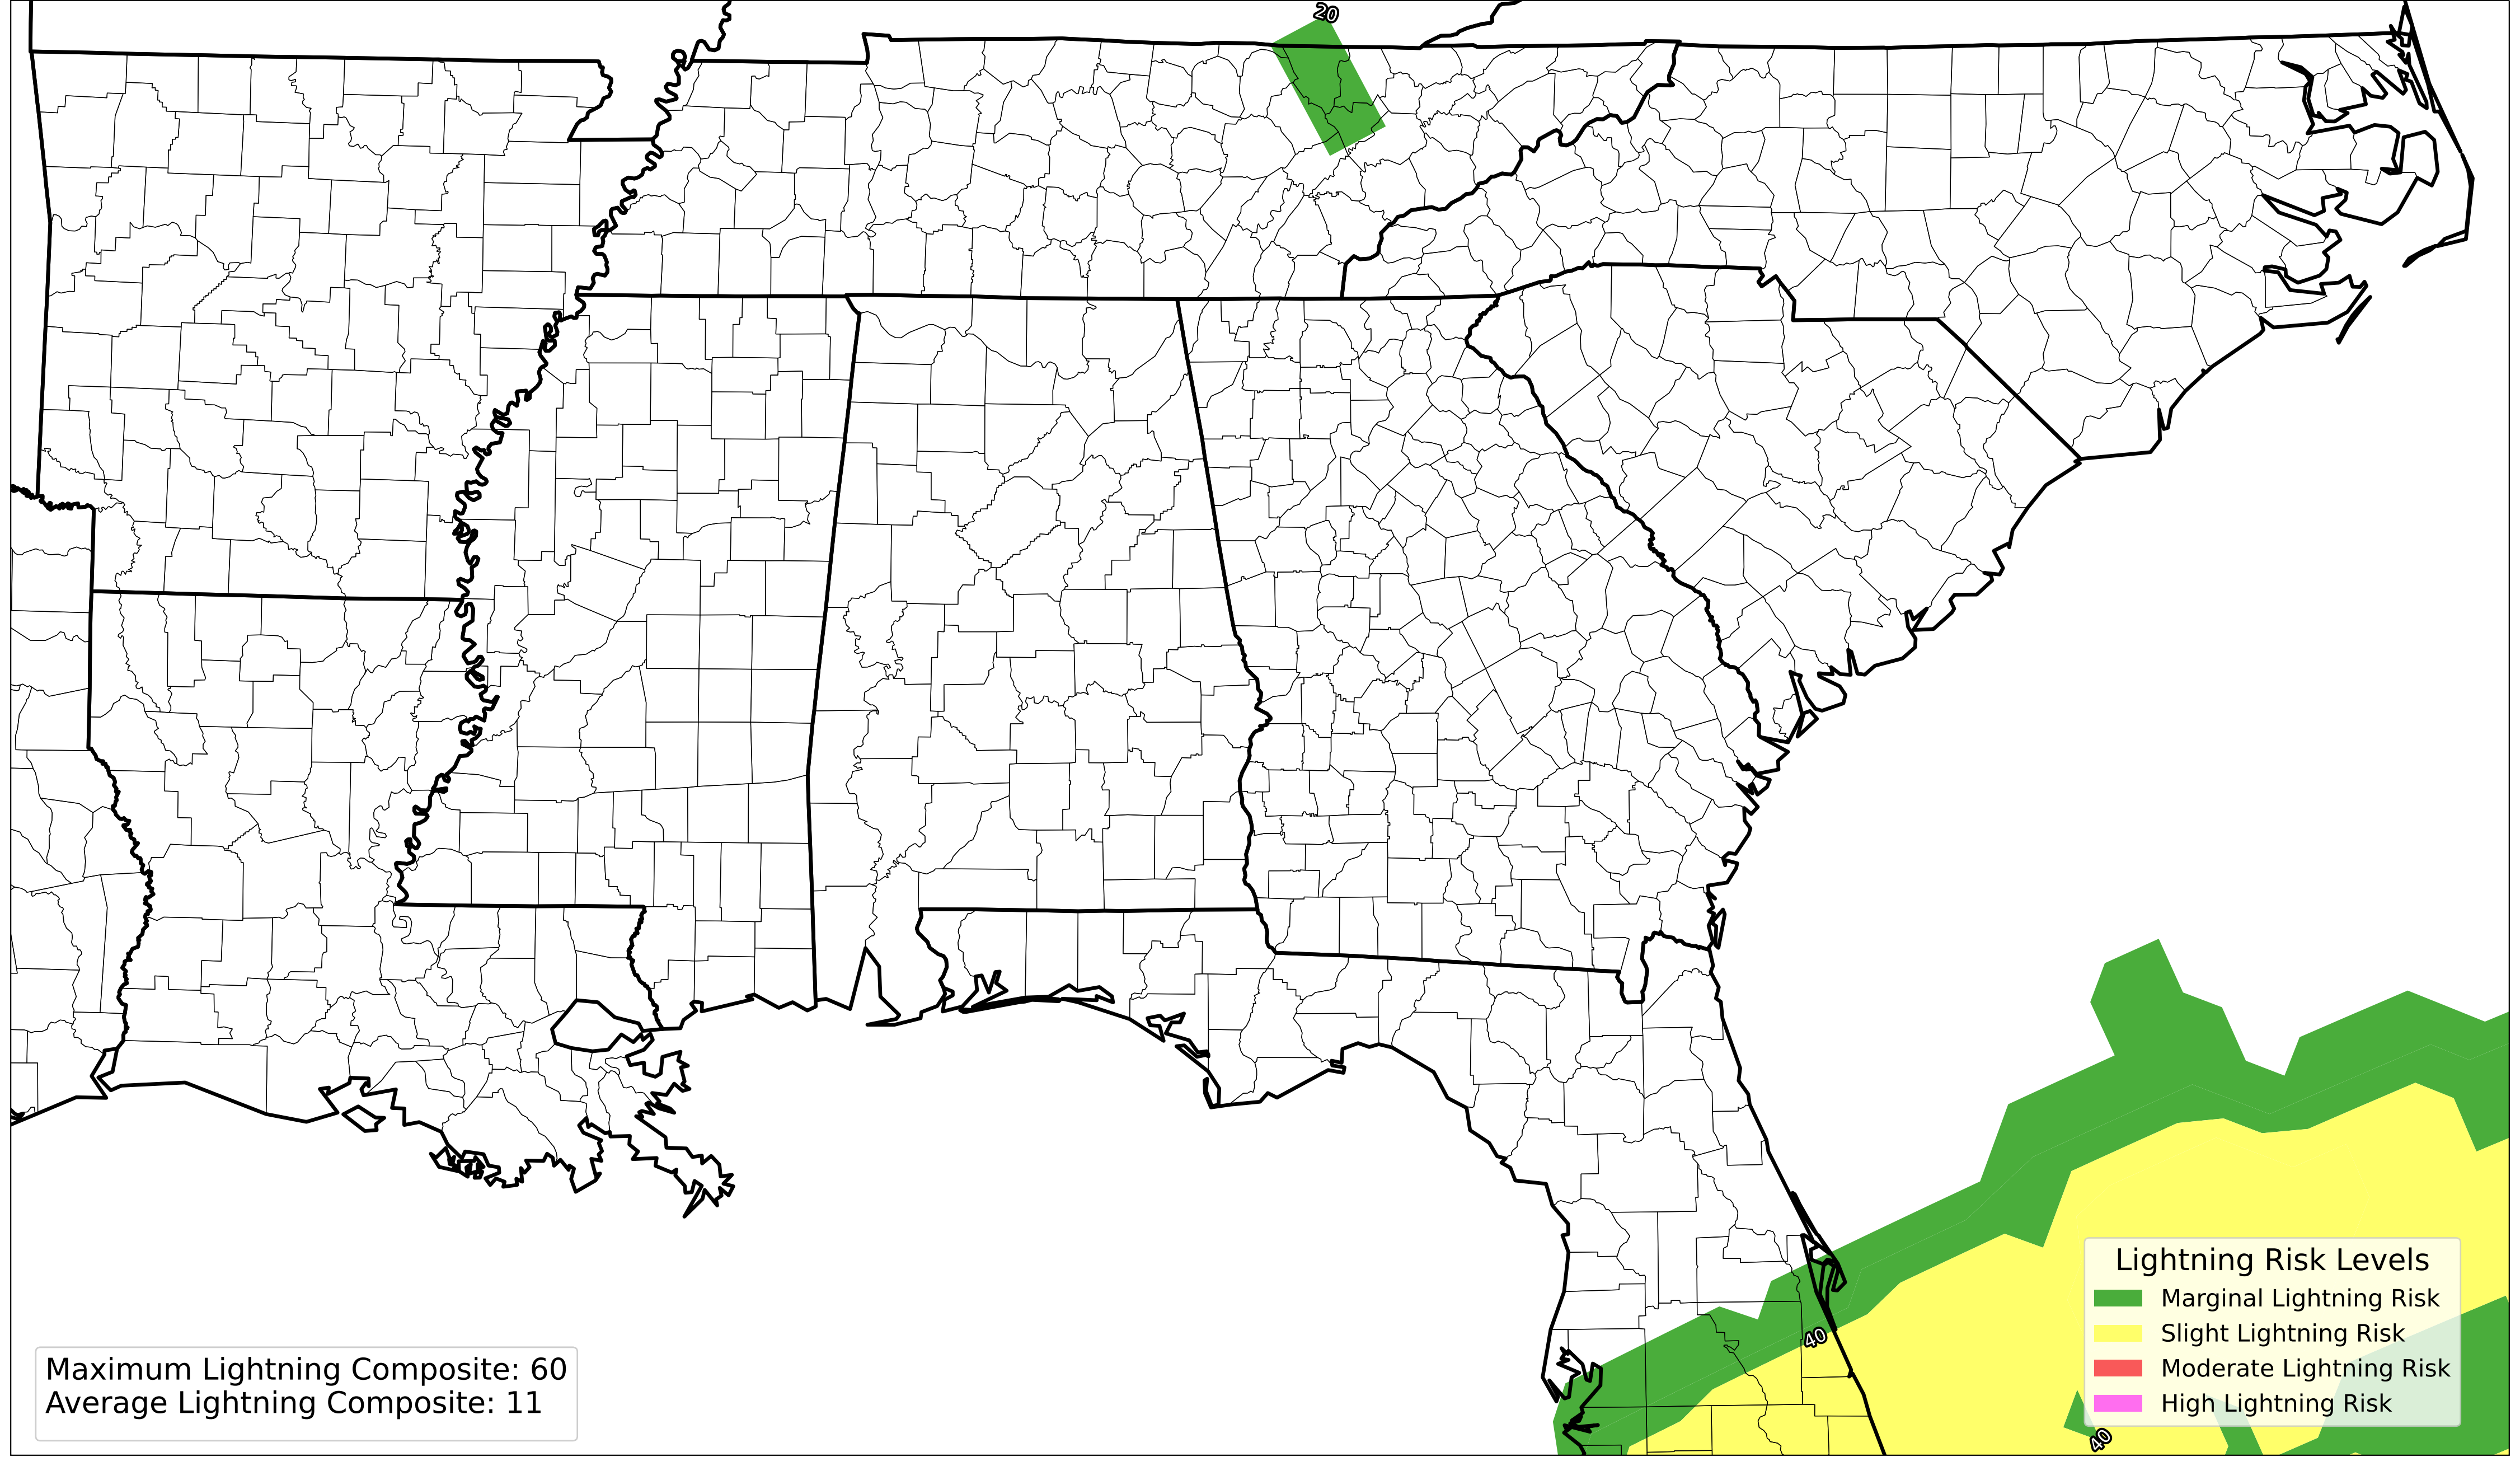 20
40
Lightning Risk Levels
Marginal Lightning Risk
Slight Lightning Risk
Moderate Lightning Risk
High Lightning Risk
40
Maximum Lightning Composite: 60
Average Lightning Composite: 11